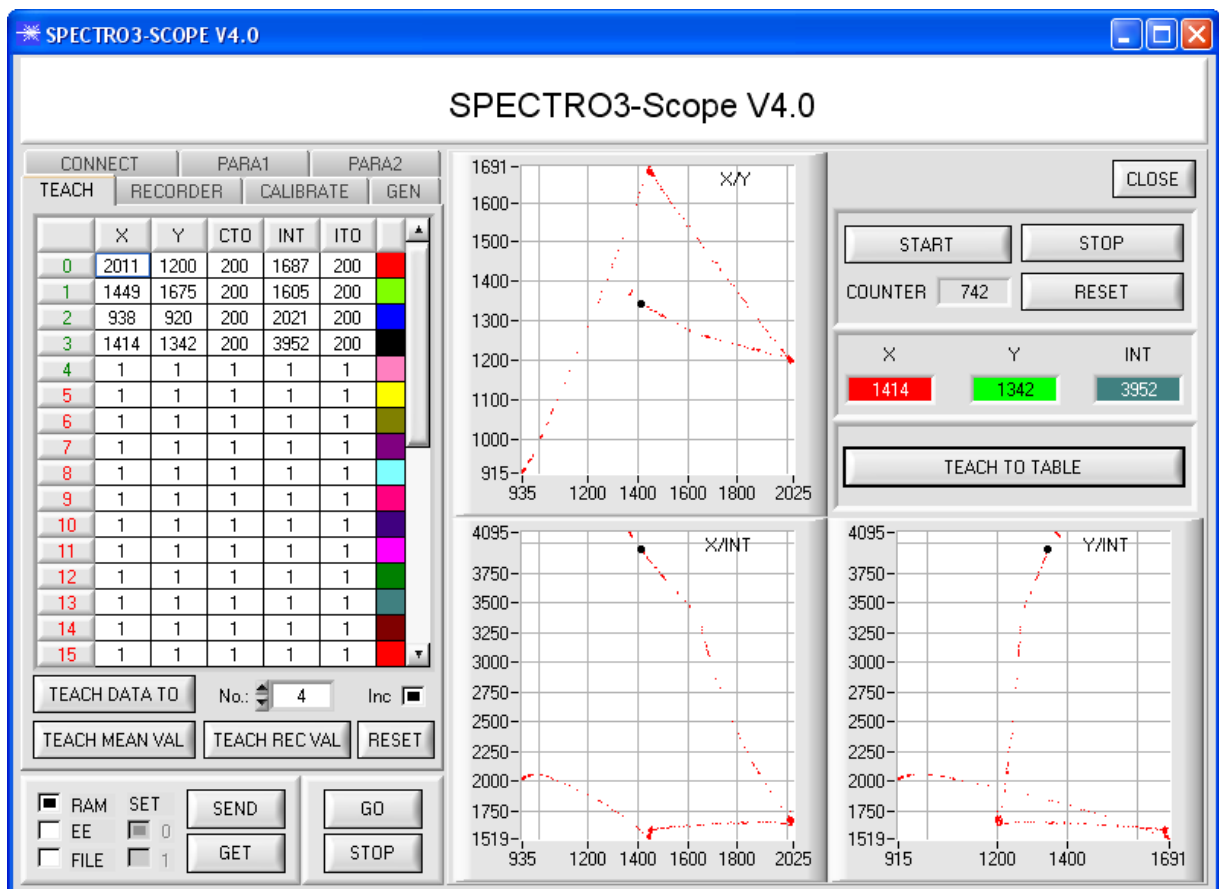 SPECTRO3-SCOPE V4.0
SPECTRO3-Scope V4.0
CONNECT PARA1 PARA2
TEACH RECORDER CALIBRATE GEN
X Y CTO INT ITO
0 2011 1200 200 1687 200
1 1449 1675 200 1605 200
2 938 920 200 2021 200
3 1414 1342 200 3952 200
4 1 1 1 1 1
5 1 1 1 1 1
6 1 1 1 1 1
7 1 1 1 1 1
8 1 1 1 1 1
9 1 1 1 1 1
10 1 1 1 1 1
11 1 1 1 1 1
12 1 1 1 1 1
13 1 1 1 1 1
14 1 1 1 1 1
15 1 1 1 1 1
TEACH DATA TO No.: 4 Inc
TEACH MEAN VAL TEACH REC VAL RESET
RAM SET SEND
EE 0
FILE 1 GET
GO
STOP
X/Y
1691
1600
1500
1400
1300
1200
1100
1000
915
935 1200 1400 1600 1800 2025
CLOSE
START STOP
COUNTER 742 RESET
X Y INT
1414 1342 3952
TEACH TO TABLE
X/INT
4095
3750
3500
3250
3000
2750
2500
2250
2000
1750
1519
935 1200 1400 1600 1800 2025
Y/INT
4095
3750
3500
3250
3000
2750
2500
2250
2000
1750
1519
915 1200 1400 1691